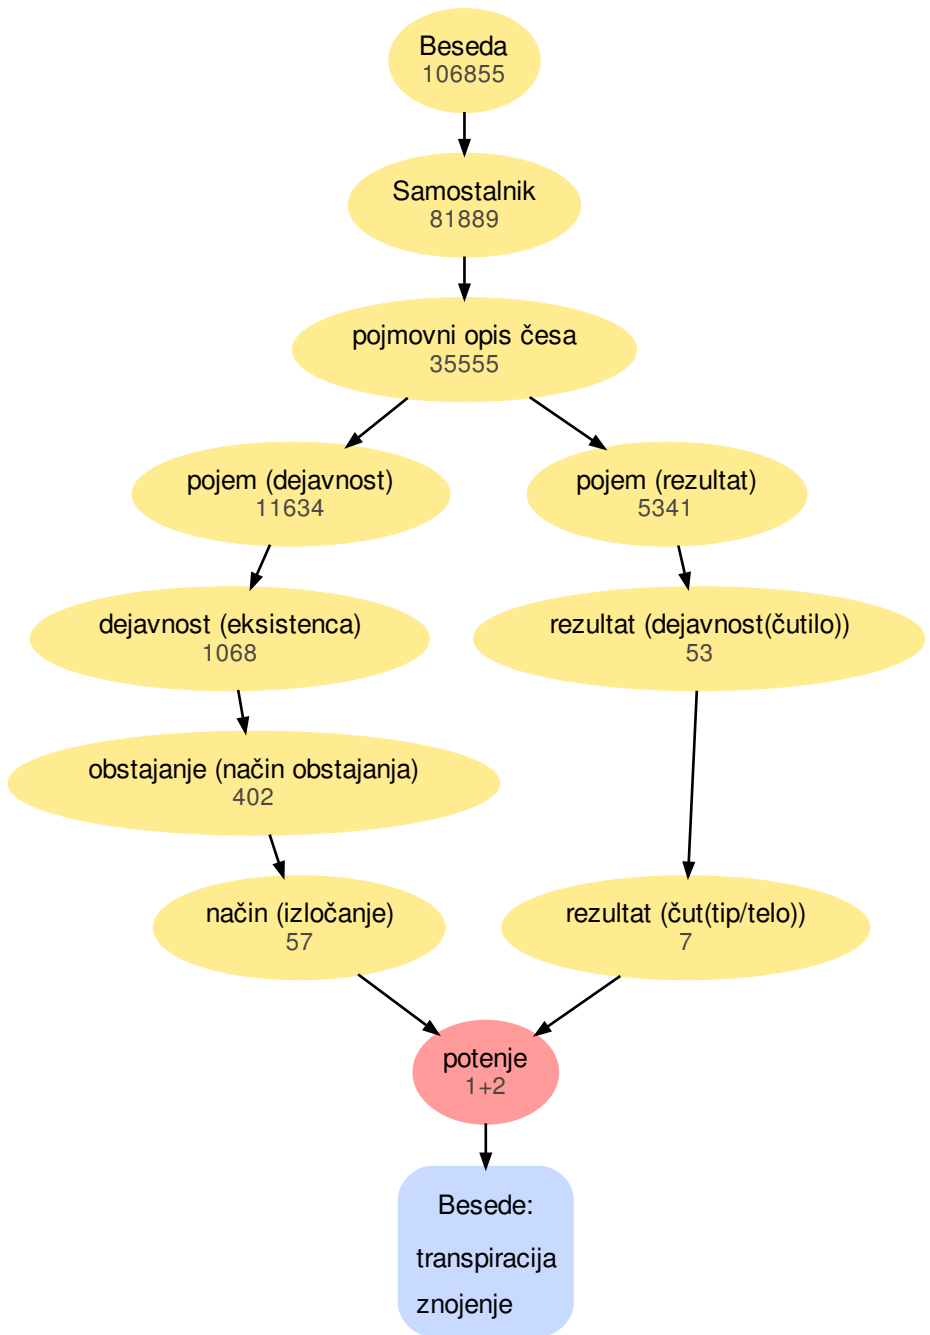 Beseda
106855
Samostalnik
81889
pojmovni opis česa
35555
pojem (dejavnost)
11634
pojem (rezultat)
5341
dejavnost (eksistenca)
1068
rezultat (dejavnost(čutilo))
53
obstajanje (način obstajanja)
402
način (izločanje)
57
rezultat (čut(tip/telo))
7
potenje
1+2
Besede:
transpiracija
znojenje